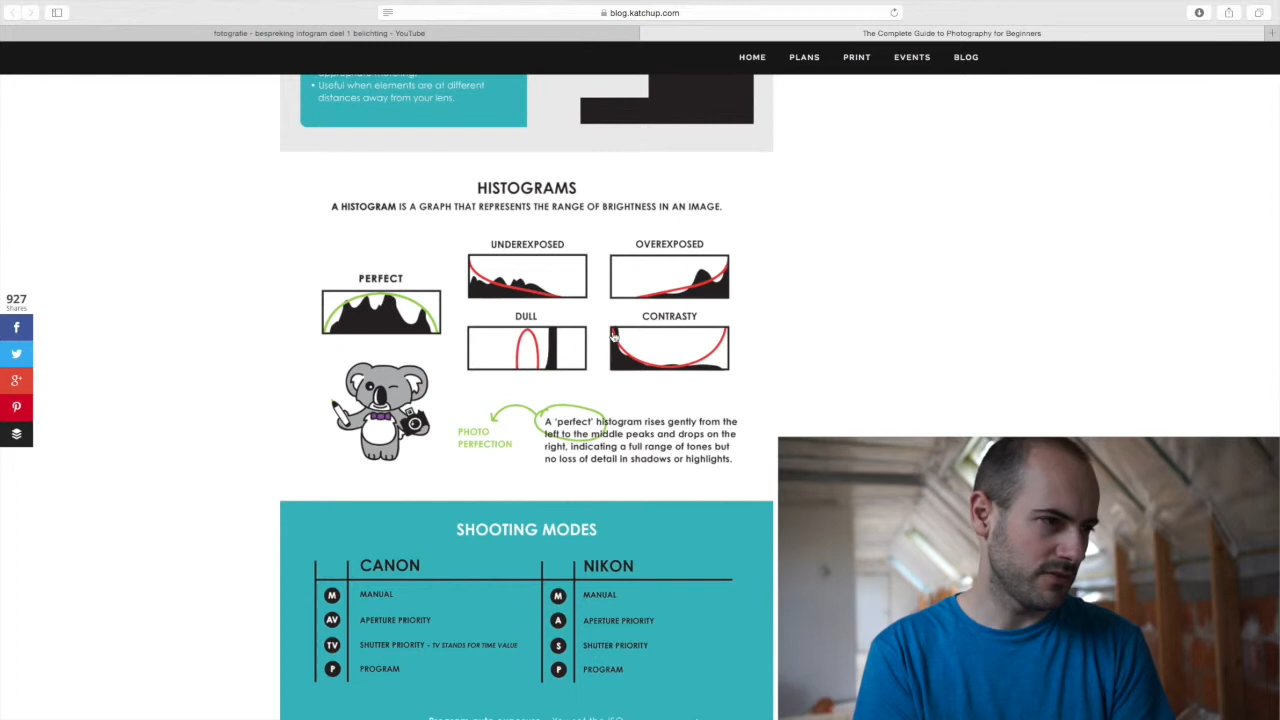 blog.katchup.com
fotografie - bespreking infogram deel 1 belichting - YouTube
The Complete Guide to Photography for Beginners
HOME PLANS PRINT EVENTS BLOG
• Useful when elements are at different
distances away from your lens.
HISTOGRAMS
A HISTOGRAM IS A GRAPH THAT REPRESENTS THE RANGE OF BRIGHTNESS IN AN IMAGE.
UNDEREXPOSED
OVEREXPOSED
PERFECT
DULL
CONTRASTY
927
Shares
PHOTO
PERFECTION
A 'perfect' histogram rises gently from the
left to the middle peaks and drops on the
right, indicating a full range of tones but
no loss of detail in shadows or highlights.
SHOOTING MODES
CANON
M MANUAL
AV APERTURE PRIORITY
TV SHUTTER PRIORITY - TV STANDS FOR TIME VALUE
P PROGRAM
NIKON
M MANUAL
A APERTURE PRIORITY
S SHUTTER PRIORITY
P PROGRAM